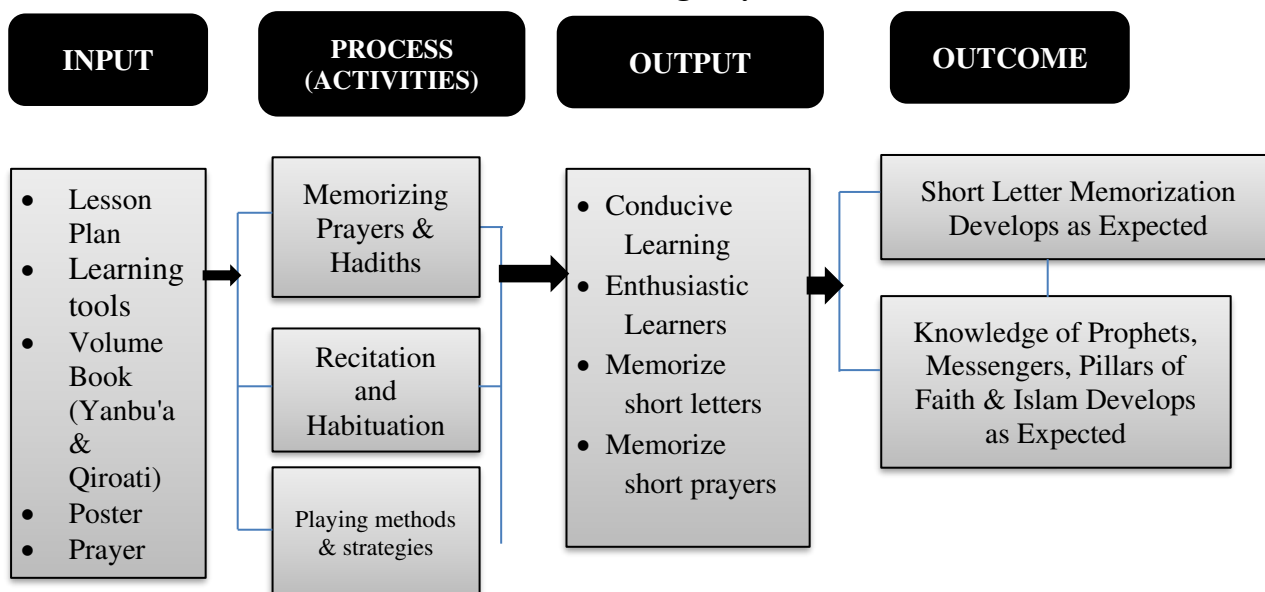 INPUT
PROCESS
(ACTIVITIES)
OUTPUT
OUTCOME
• Lesson
Plan
• Learning
tools
• Volume
Book
(Yanbu'a
&
Qiroati)
• Poster
• Prayer
Memorizing
Prayers &
Hadiths
Recitation
and
Habituation
Playing methods
& strategies
• Conducive
Learning
• Enthusiastic
Learners
• Memorize
short letters
• Memorize
short prayers
Short Letter Memorization
Develops as Expected
Knowledge of Prophets,
Messengers, Pillars of
Faith & Islam Develops
as Expected